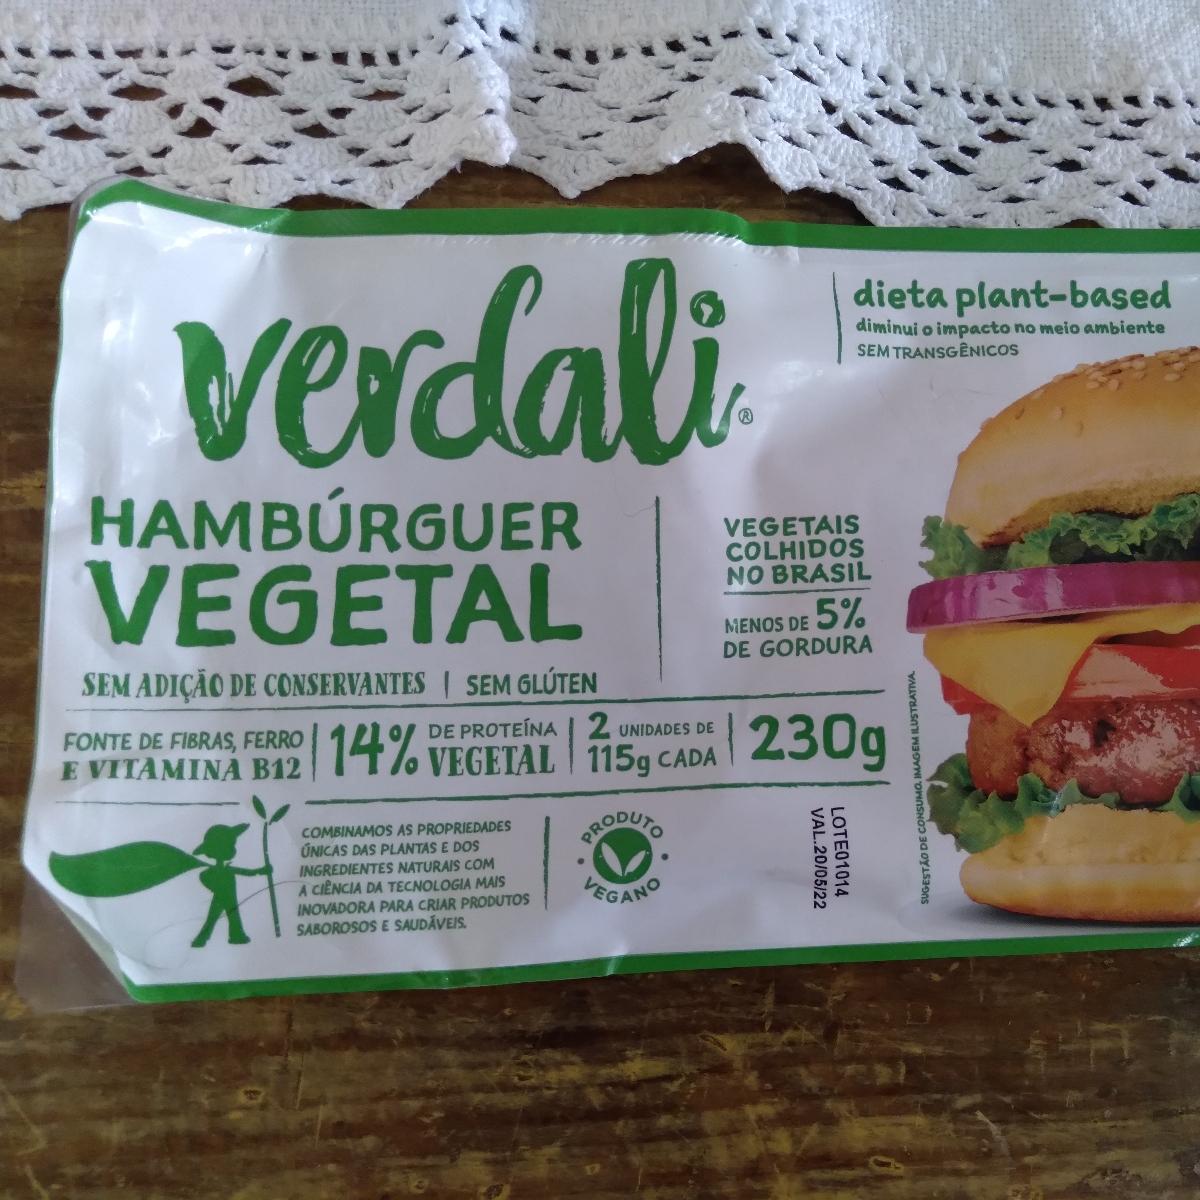 verdali®
HAMBÚRGUER
VEGETAL
SEM ADIÇÃO DE CONSERVANTES | SEM GLÚTEN
FONTE DE FIBRAS, FERRO
E VITAMINA B12
14% DE PROTEÍNA
VEGETAL
2 UNIDADES DE
115g CADA
230g
dieta plant-based
diminui o impacto no meio ambiente
SEM TRANSGÊNICOS
VEGETAIS
COLHIDOS
NO BRASIL
MENOS DE 5%
DE GORDURA
COMBINAMOS AS PROPRIEDADES
ÚNICAS DAS PLANTAS E DOS
INGREDIENTES NATURAIS COM
A CIÊNCIA DA TECNOLOGIA MAIS
INOVADORA PARA CRIAR PRODUTOS
SABOROSOS E SAUDÁVEIS.
PRODUTO
VEGANO
LOTE01014
VAL.20/05/22
SUGESTÃO DE CONSUMO. IMAGEM ILUSTRATIVA.